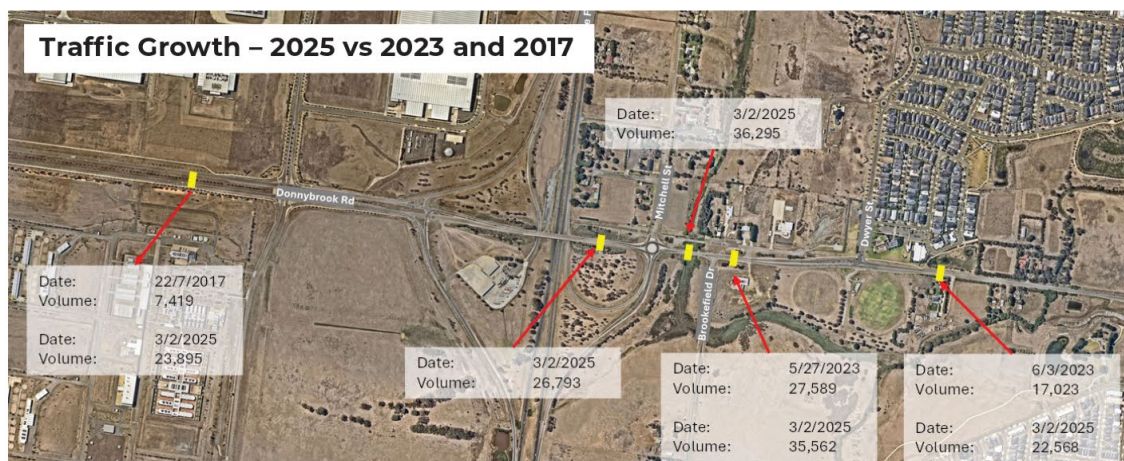 Traffic Growth – 2025 vs 2023 and 2017
Date: 3/2/2025
Volume: 36,295
Mitchell St
Donnybrook Rd
Dwyer St
Brookefield Dr
Date: 22/7/2017
Volume: 7,419
Date: 3/2/2025
Volume: 23,895
Date: 3/2/2025
Volume: 26,793
Date: 5/27/2023
Volume: 27,589
Date: 3/2/2025
Volume: 35,562
Date: 6/3/2023
Volume: 17,023
Date: 3/2/2025
Volume: 22,568